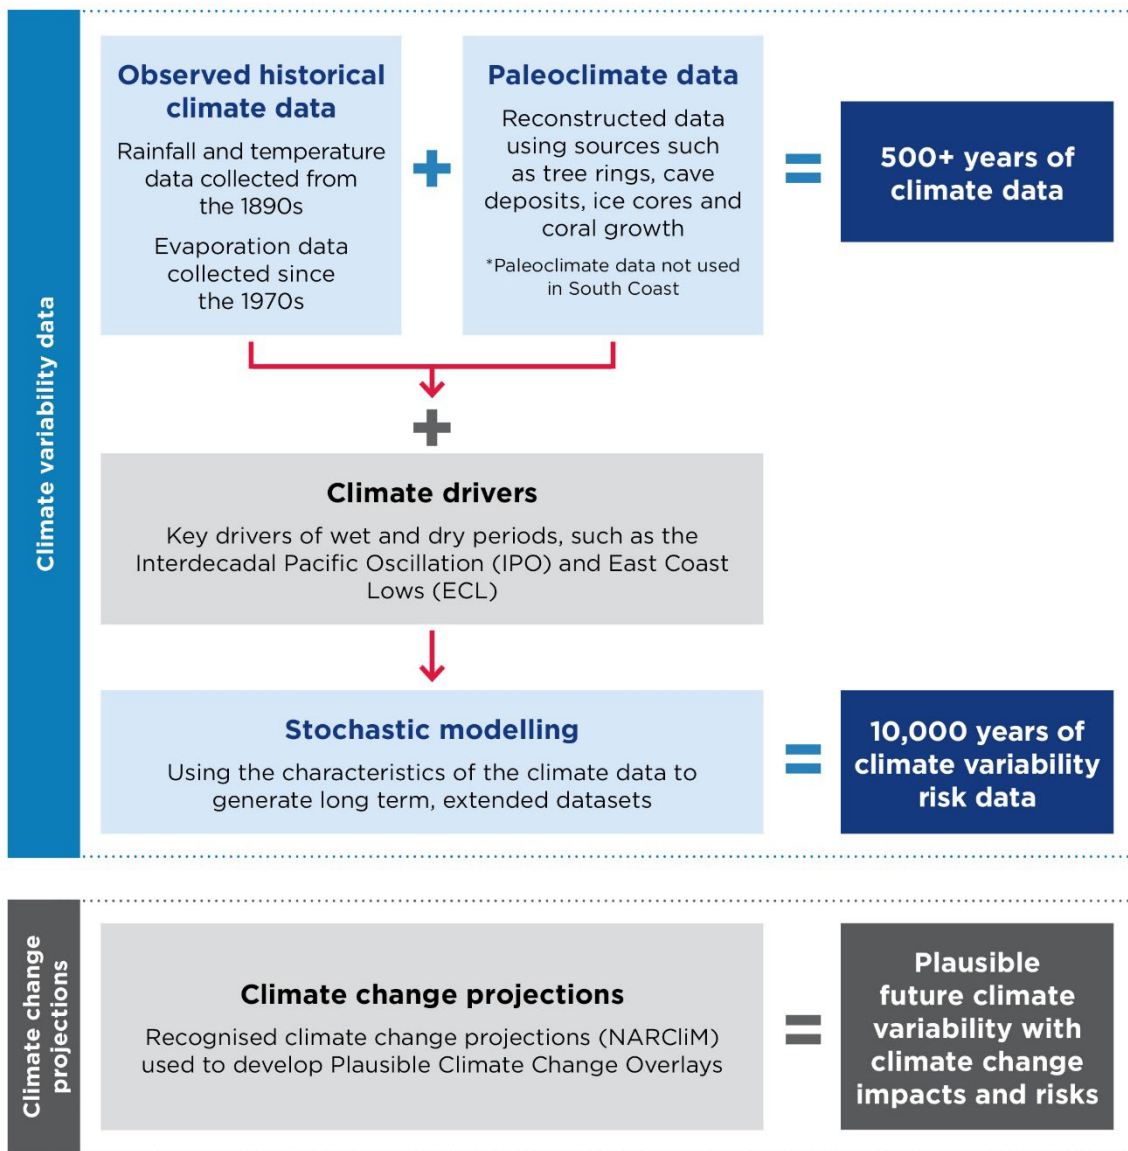 Climate variability data
Observed historical
climate data
Rainfall and temperature
data collected from
the 1890s
Evaporation data
collected since
the 1970s
+
Paleoclimate data
Reconstructed data
using sources such
as tree rings, cave
deposits, ice cores and
coral growth
*Paleoclimate data not used
in South Coast
=
500+ years of
climate data
+
Climate drivers
Key drivers of wet and dry periods, such as the
Interdecadal Pacific Oscillation (IPO) and East Coast
Lows (ECL)
Stochastic modelling
Using the characteristics of the climate data to
generate long term, extended datasets
=
10,000 years of
climate variability
risk data
Climate change
projections
Climate change projections
Recognised climate change projections (NARCliM)
used to develop Plausible Climate Change Overlays
=
Plausible
future climate
variability with
climate change
impacts and risks